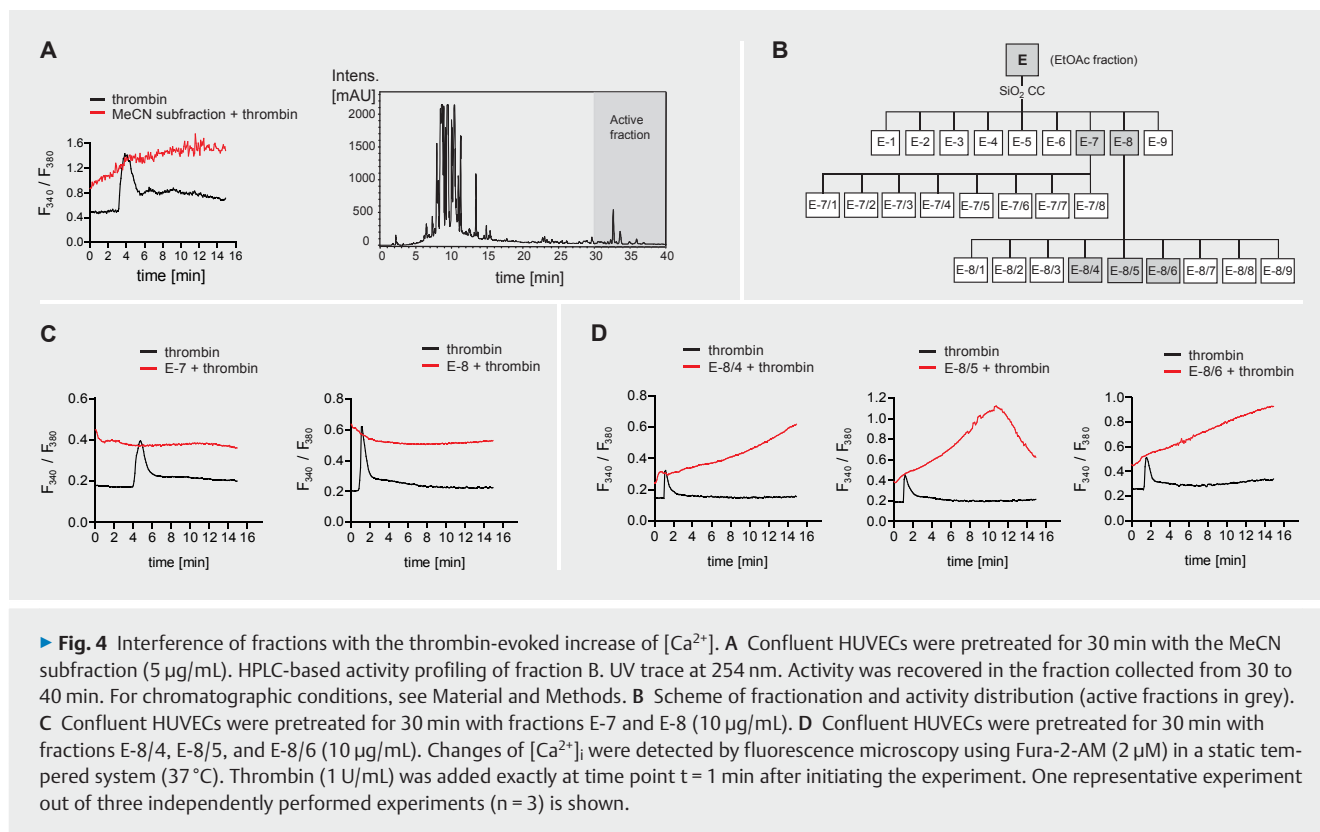 A
thrombin
MeCN subfraction + thrombin
F340 / F380
1.6
1.2
0.8
0.4
0.0
0 2 4 6 8 10 12 14 16
time [min]
Intens.
[mAU]
2000
1500
1000
500
0
Active
fraction
0 5 10 15 20 25 30 35 40
time [min]
B
E
(EtOAc fraction)
SiO2 CC
E-1 E-2 E-3 E-4 E-5 E-6 E-7 E-8 E-9
E-7/1 E-7/2 E-7/3 E-7/4 E-7/5 E-7/6 E-7/7 E-7/8
E-8/1 E-8/2 E-8/3 E-8/4 E-8/5 E-8/6 E-8/7 E-8/8 E-8/9
C
thrombin
E-7 + thrombin
F340 / F380
0.6
0.4
0.2
0.0
0 2 4 6 8 10 12 14 16
time [min]
thrombin
E-8 + thrombin
F340 / F380
0.8
0.6
0.4
0.2
0.0
0 2 4 6 8 10 12 14 16
time [min]
D
thrombin
E-8/4 + thrombin
F340 / F380
0.8
0.6
0.4
0.2
0.0
0 2 4 6 8 10 12 14 16
time [min]
thrombin
E-8/5 + thrombin
F340 / F380
1.2
1.0
0.8
0.6
0.4
0.2
0.0
0 2 4 6 8 10 12 14 16
time [min]
thrombin
E-8/6 + thrombin
F340 / F380
1.0
0.8
0.6
0.4
0.2
0.0
0 2 4 6 8 10 12 14 16
time [min]
► Fig. 4 Interference of fractions with the thrombin-evoked increase of [Ca2+]. A Confluent HUVECs were pretreated for 30 min with the MeCN
subfraction (5 µg/mL). HPLC-based activity profiling of fraction B. UV trace at 254 nm. Activity was recovered in the fraction collected from 30 to
40 min. For chromatographic conditions, see Material and Methods. B Scheme of fractionation and activity distribution (active fractions in grey).
C Confluent HUVECs were pretreated for 30 min with fractions E-7 and E-8 (10 µg/mL). D Confluent HUVECs were pretreated for 30 min with
fractions E-8/4, E-8/5, and E-8/6 (10 µg/mL). Changes of [Ca2+]i were detected by fluorescence microscopy using Fura-2-AM (2 µM) in a static tem-
pered system (37 °C). Thrombin (1 U/mL) was added exactly at time point t = 1 min after initiating the experiment. One representative experiment
out of three independently performed experiments (n = 3) is shown.